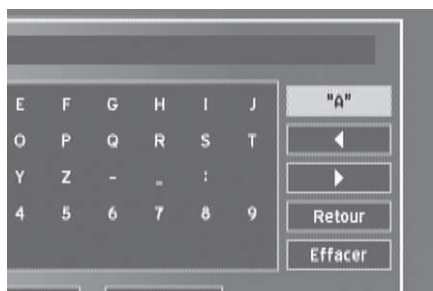 E F G H I J "A"
O P Q R S T ◀
Y Z - _ : ▶
4 5 6 7 8 9 Retour
Effacer